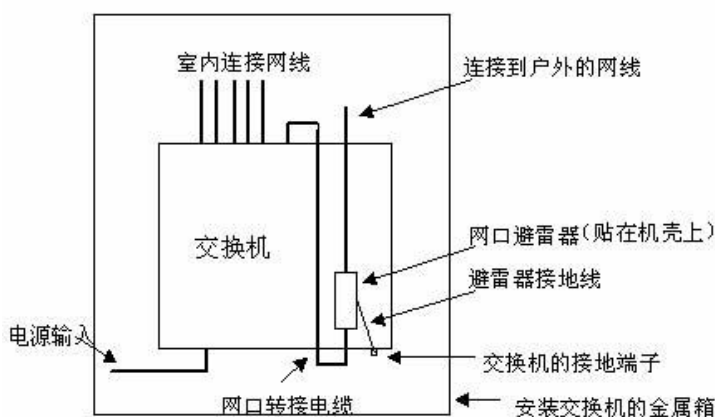 室内连接网线
连接到户外的网线
交换机
网口避雷器(贴在机壳上)
避雷器接地线
电源输入
交换机的接地端子
网口转接电缆
安装交换机的金属箱